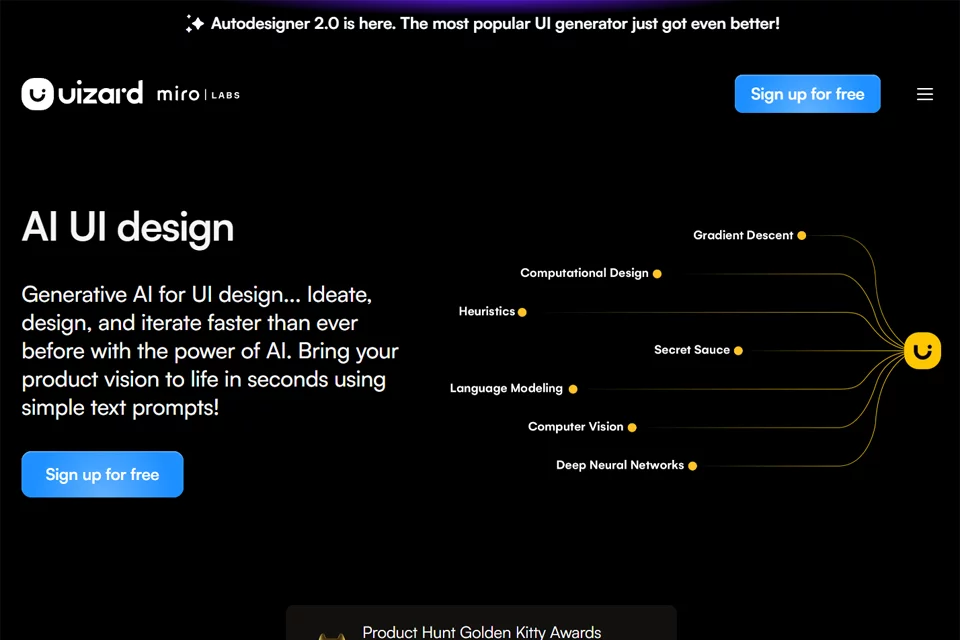 Autodesigner 2.0 is here. The most popular UI generator just got even better!
uizard miro | LABS
Sign up for free
AI UI design
Generative AI for UI design... Ideate,
design, and iterate faster than ever
before with the power of AI. Bring your
product vision to life in seconds using
simple text prompts!
Sign up for free
Gradient Descent
Computational Design
Heuristics
Secret Sauce
Language Modeling
Computer Vision
Deep Neural Networks
Product Hunt Golden Kitty Awards